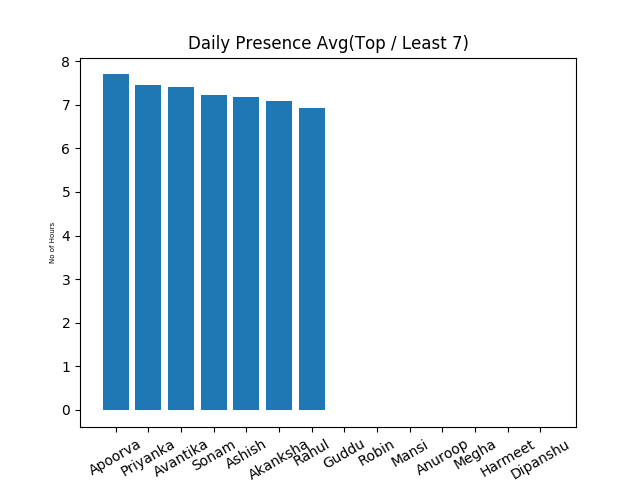 Daily Presence Avg(Top / Least 7)
8
7
6
5
4
3
2
1
0
No of Hours
Apoorva
Priyanka
Avantika
Sonam
Ashish
Akanksha
Rahul
Guddu
Robin
Mansi
Anuroop
Megha
Harmeet
Dipanshu